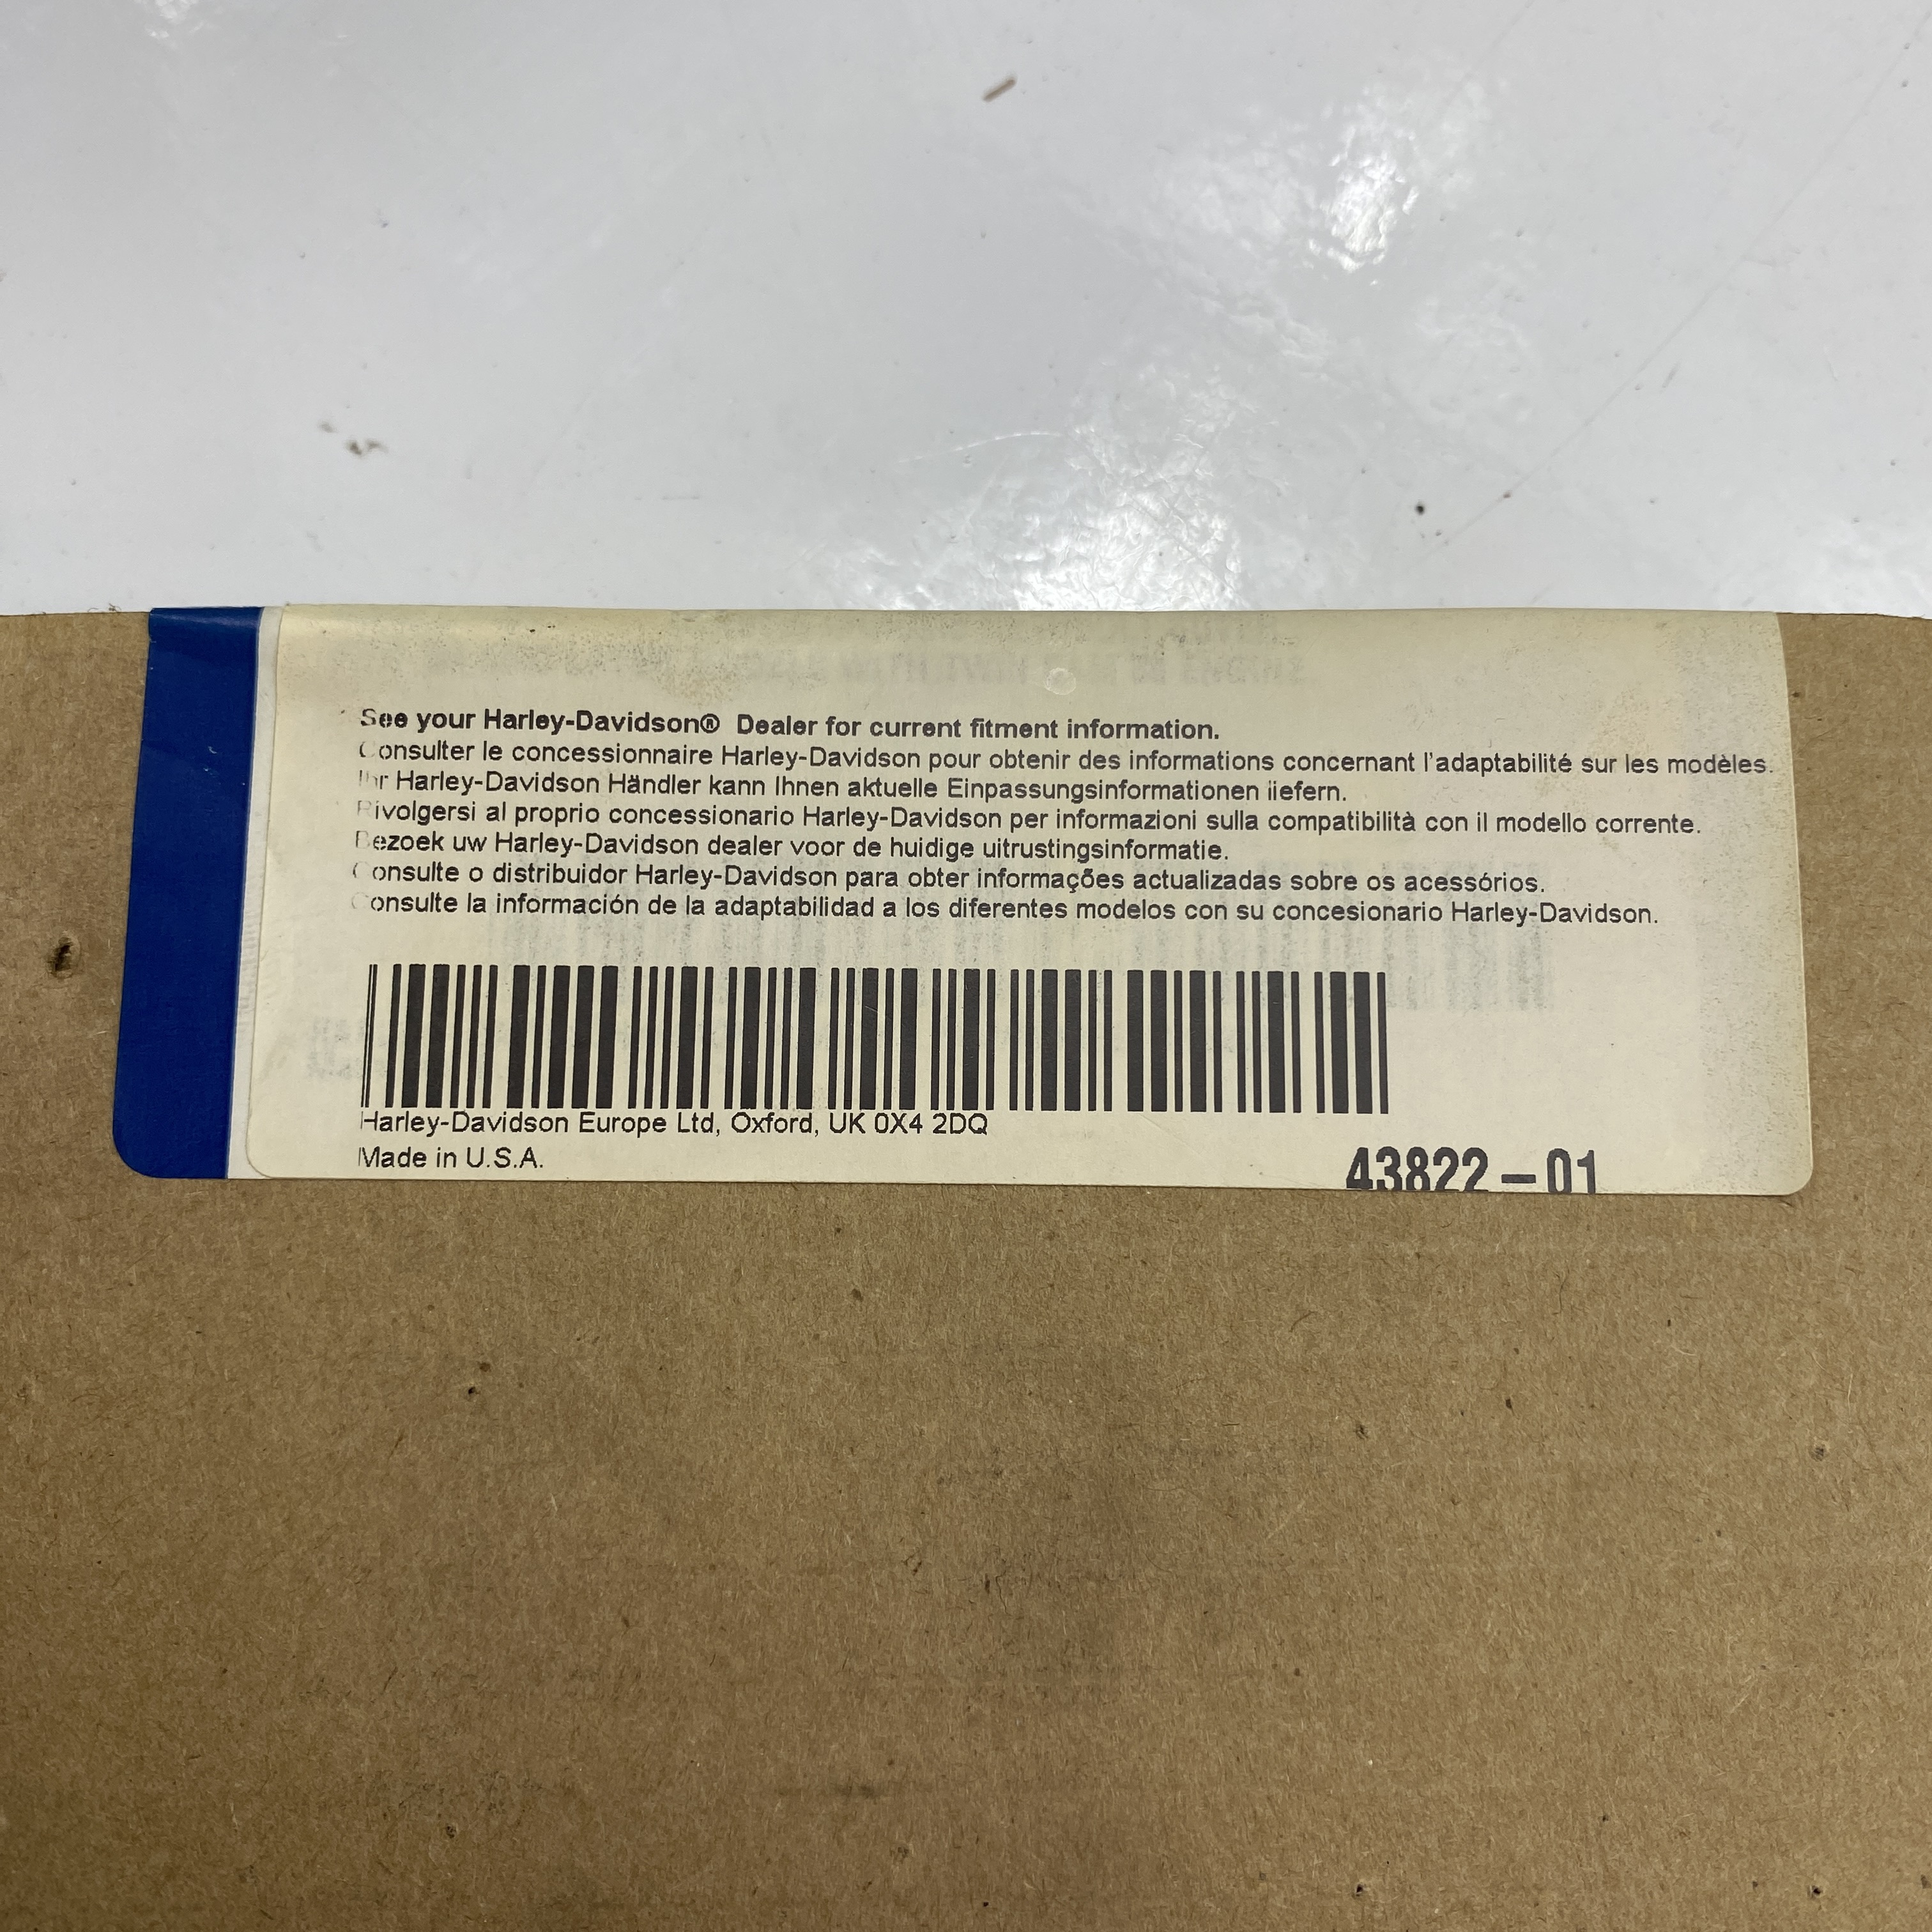 See your Harley-Davidson® Dealer for current fitment information.
Consulter le concessionnaire Harley-Davidson pour obtenir des informations concernant l'adaptabilité sur les modèles.
Ihr Harley-Davidson Händler kann Ihnen aktuelle Einpassungsinformationen iiefern.
Rivolgersi al proprio concessionario Harley-Davidson per informazioni sulla compatibilità con il modello corrente.
Bezoek uw Harley-Davidson dealer voor de huidige uitrustingsinformatie.
Consulte o distribuidor Harley-Davidson para obter informações actualizadas sobre os acessórios.
Consulte la información de la adaptabilidad a los diferentes modelos con su concesionario Harley-Davidson.
Harley-Davidson Europe Ltd, Oxford, UK 0X4 2DQ
Made in U.S.A.
43822-01